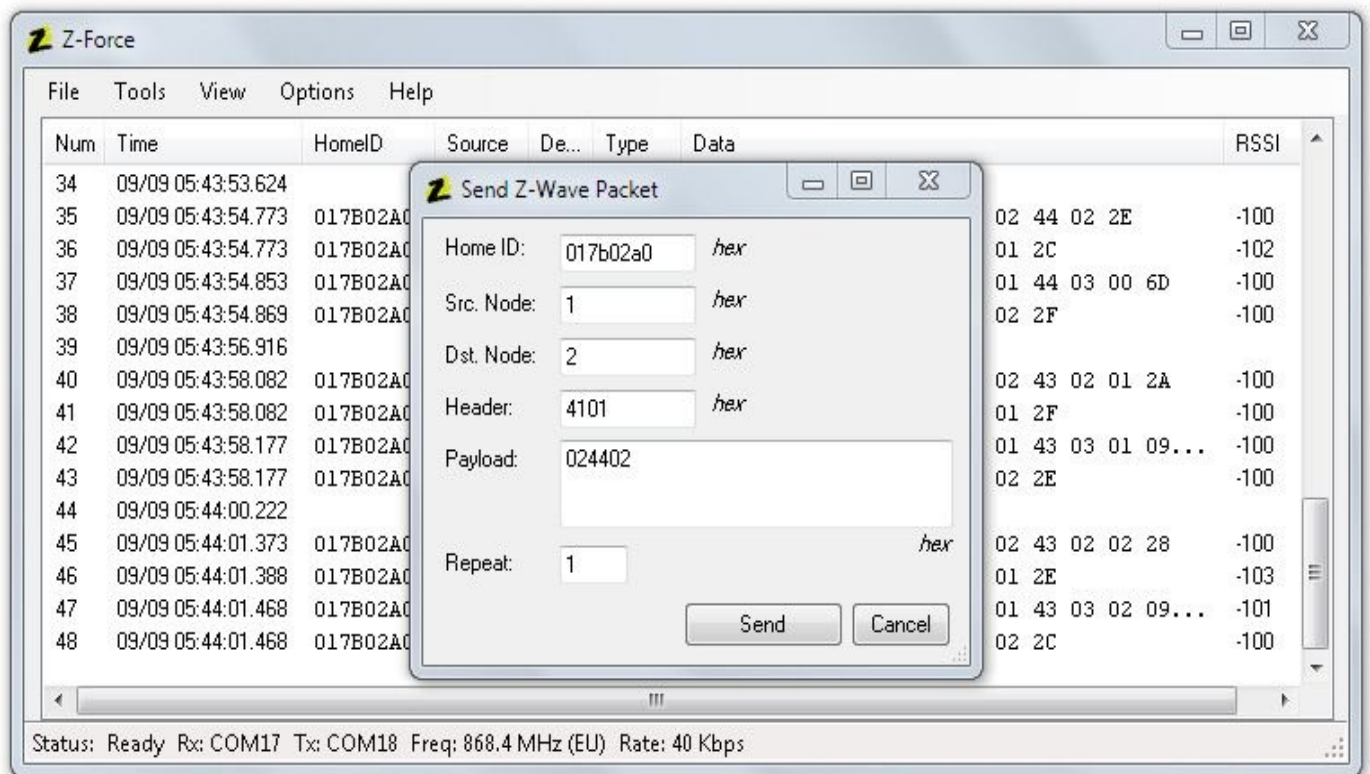 Z-Force
File Tools View Options Help
Num Time HomeID Source De... Type Data RSSI
34 09/09 05:43:53.624
35 09/09 05:43:54.773 017B02A0 02 44 02 2E -100
36 09/09 05:43:54.773 017B02A0 01 2C -102
37 09/09 05:43:54.853 017B02A0 01 44 03 00 6D -100
38 09/09 05:43:54.869 017B02A0 02 2F -100
39 09/09 05:43:56.916
40 09/09 05:43:58.082 017B02A0 02 43 02 01 2A -100
41 09/09 05:43:58.082 017B02A0 01 2F -100
42 09/09 05:43:58.177 017B02A0 01 43 03 01 09... -100
43 09/09 05:43:58.177 017B02A0 02 2E -100
44 09/09 05:44:00.222
45 09/09 05:44:01.373 017B02A0 02 43 02 02 28 -100
46 09/09 05:44:01.388 017B02A0 01 2E -103
47 09/09 05:44:01.468 017B02A0 01 43 03 02 09... -101
48 09/09 05:44:01.468 017B02A0 02 2C -100
Send Z-Wave Packet
Home ID: 017b02a0 hex
Src. Node: 1 hex
Dst. Node: 2 hex
Header: 4101 hex
Payload: 024402
hex
Repeat: 1
Send Cancel
Status: Ready Rx: COM17 Tx: COM18 Freq: 868.4 MHz (EU) Rate: 40 Kbps